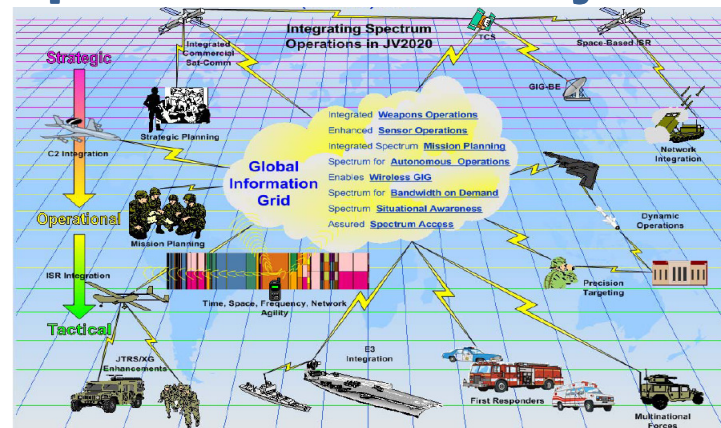 Integrating Spectrum
Operations in JV2020
Strategic
Integrated
Commercial
Sat-Comm
TCS
Space-Based ISR
GIG-BE
Strategic Planning
C2 Integration
Network
Integration
Global
Information
Grid
Integrated Weapons Operations
Enhanced Sensor Operations
Integrated Spectrum Mission Planning
Spectrum for Autonomous Operations
Enables Wireless GIG
Spectrum for Bandwidth on Demand
Spectrum Situational Awareness
Assured Spectrum Access
Operational
Mission Planning
Dynamic
Operations
ISR Integration
Precision
Targeting
Time, Space, Frequency, Network
Agility
Tactical
JTRS/XG
Enhancements
E3
Integration
First Responders
Multinational
Forces